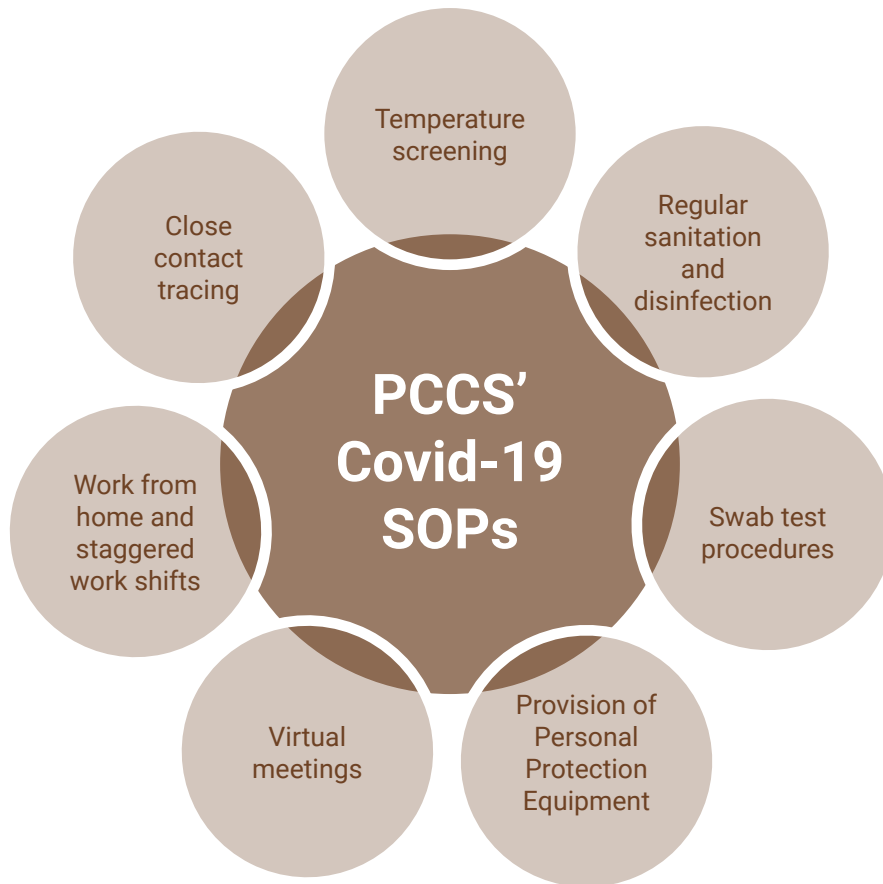 Temperature
screening
Regular
sanitation
and
disinfection
Swab test
procedures
Provision of
Personal
Protection
Equipment
Virtual
meetings
Work from
home and
staggered
work shifts
Close
contact
tracing
PCCS’
Covid-19
SOPs